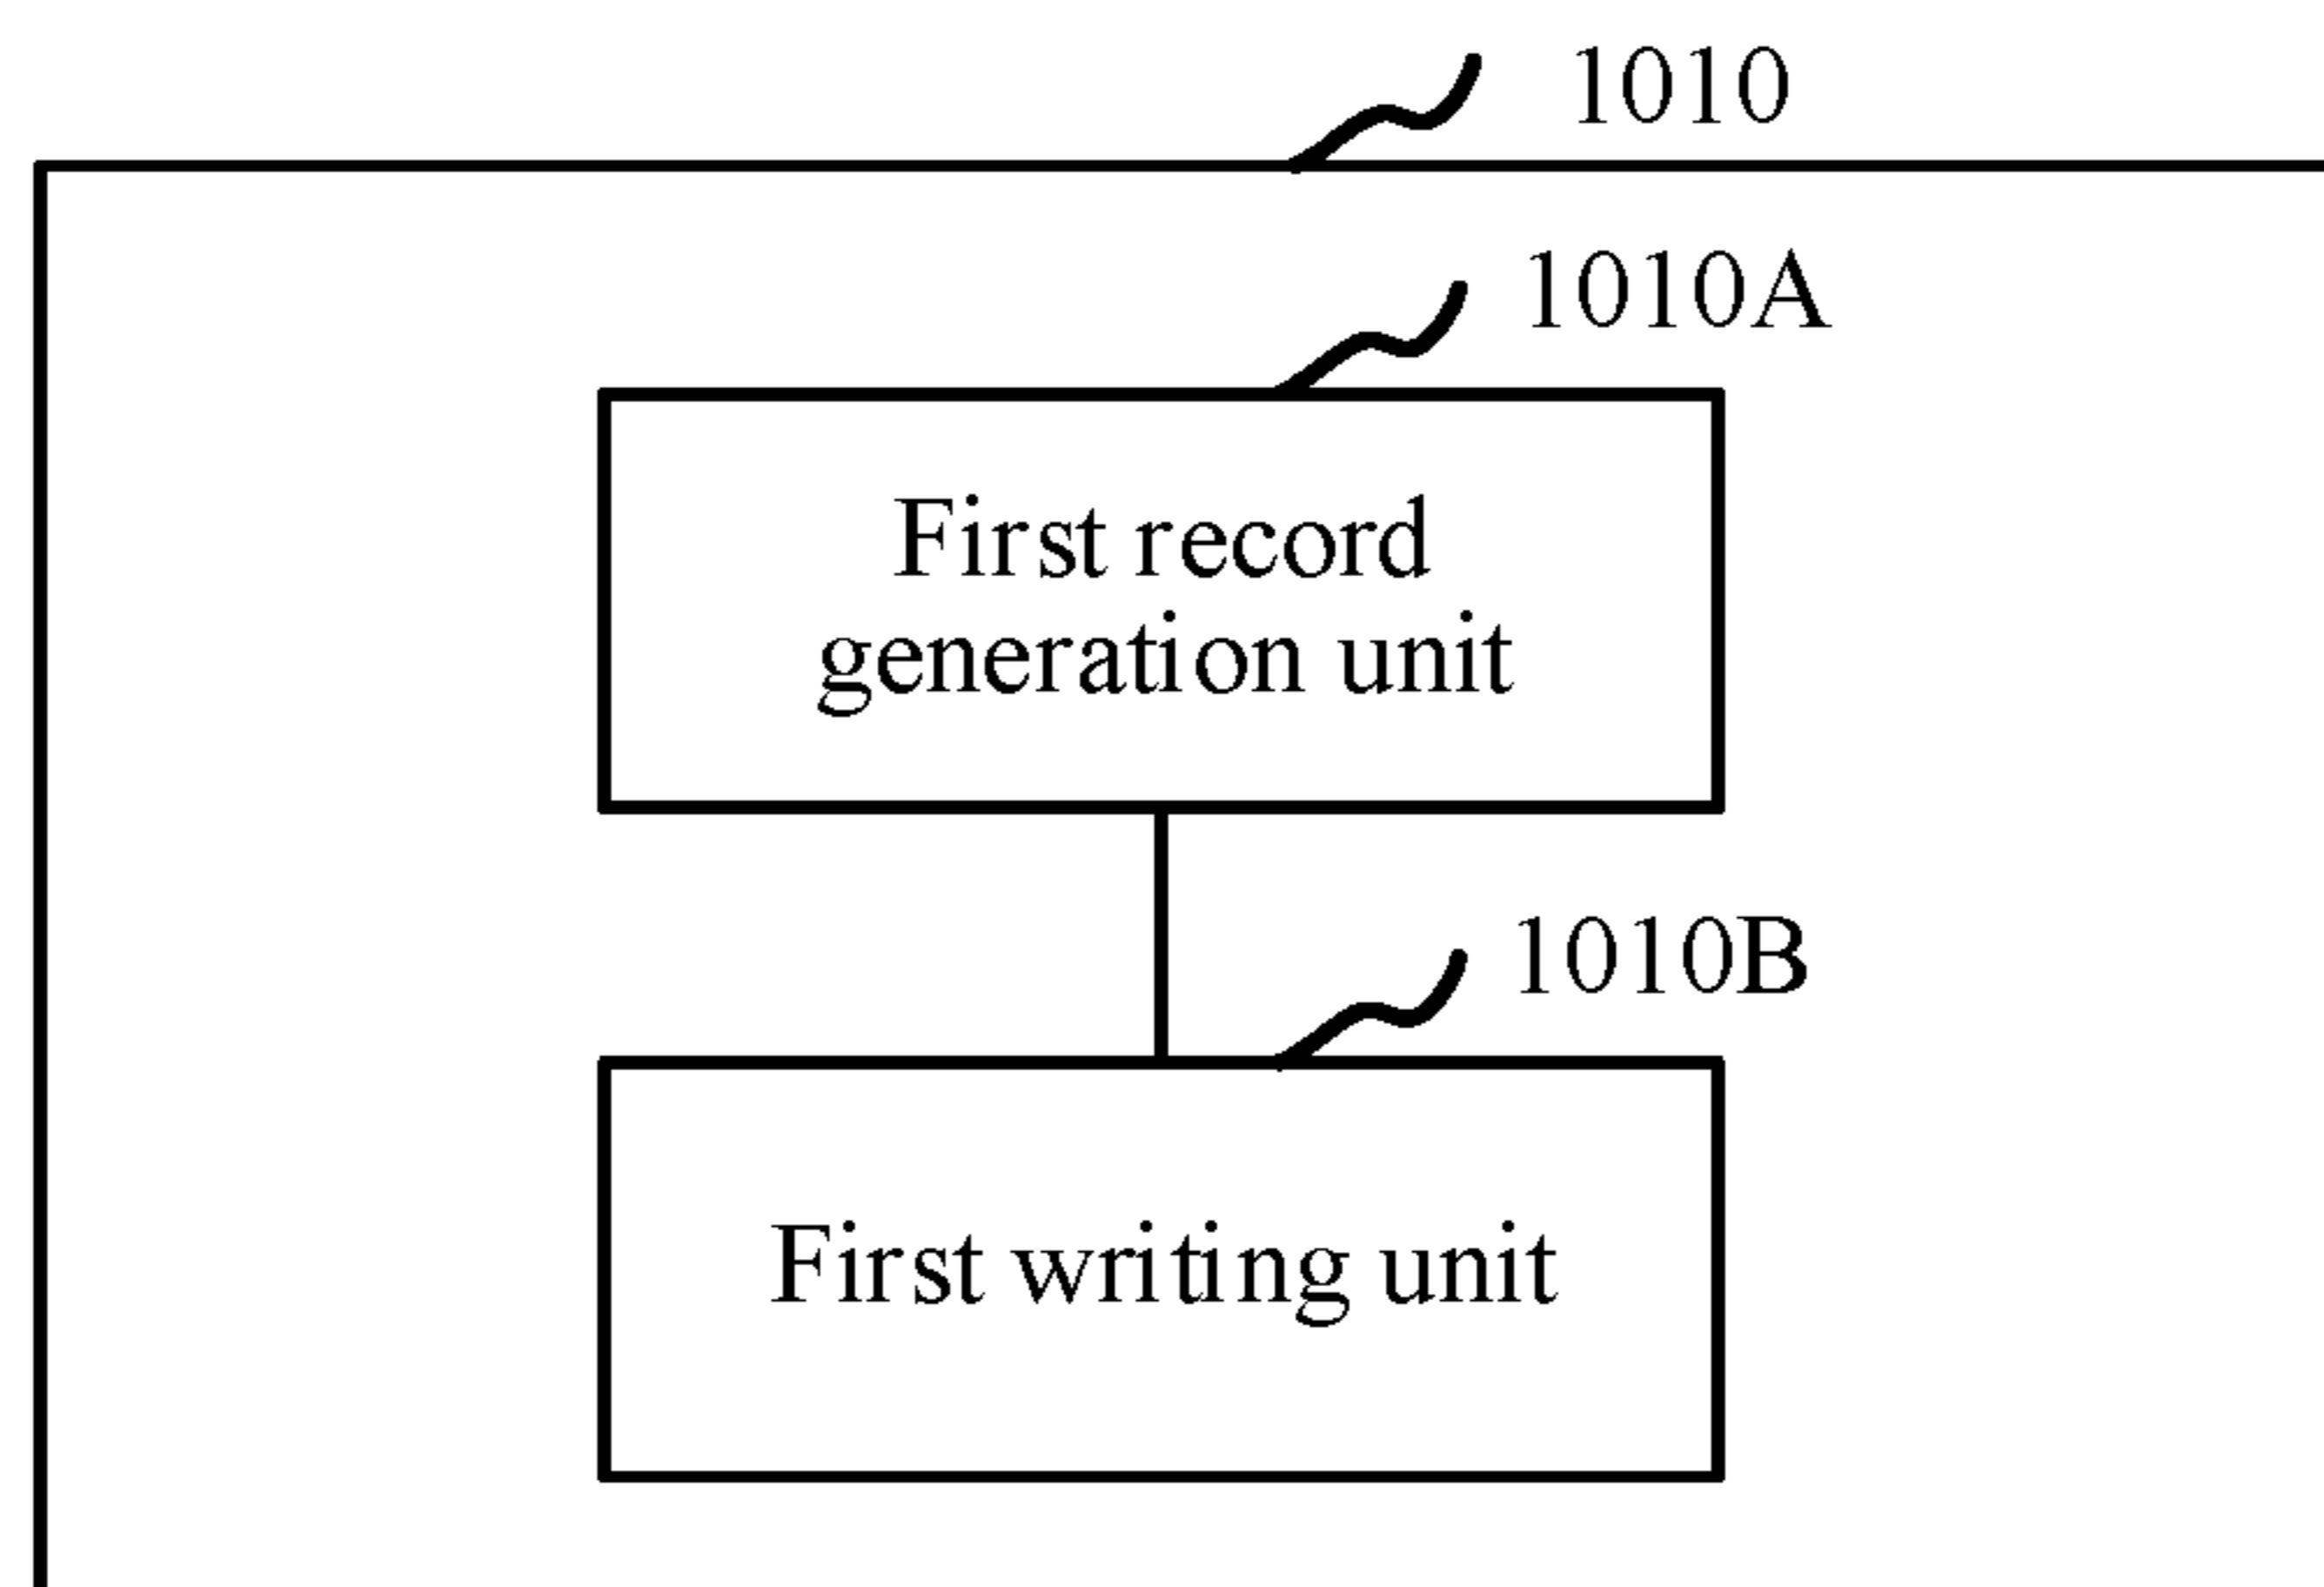 1010
1010A
First record
generation unit
1010B
First writing unit